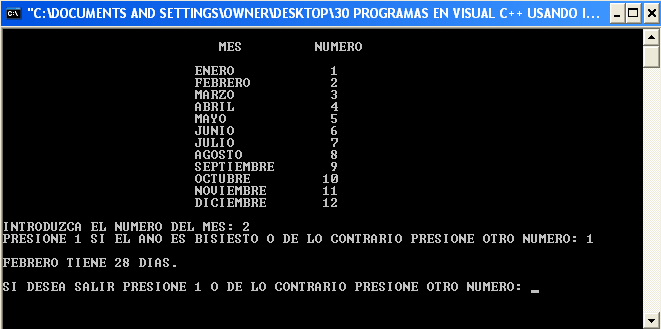 "C:\DOCUMENTS AND SETTINGS\OWNER\DESKTOP\30 PROGRAMAS EN VISUAL C++ USANDO I...
MES NUMERO
ENERO 1
FEBRERO 2
MARZO 3
ABRIL 4
MAYO 5
JUNIO 6
JULIO 7
AGOSTO 8
SEPTIEMBRE 9
OCTUBRE 10
NOVIEMBRE 11
DICIEMBRE 12
INTRODUZCA EL NUMERO DEL MES: 2
PRESIONE 1 SI EL ANO ES BISIESTO O DE LO CONTRARIO PRESIONE OTRO NUMERO: 1
FEBRERO TIENE 28 DIAS.
SI DESEA SALIR PRESIONE 1 O DE LO CONTRARIO PRESIONE OTRO NUMERO: _